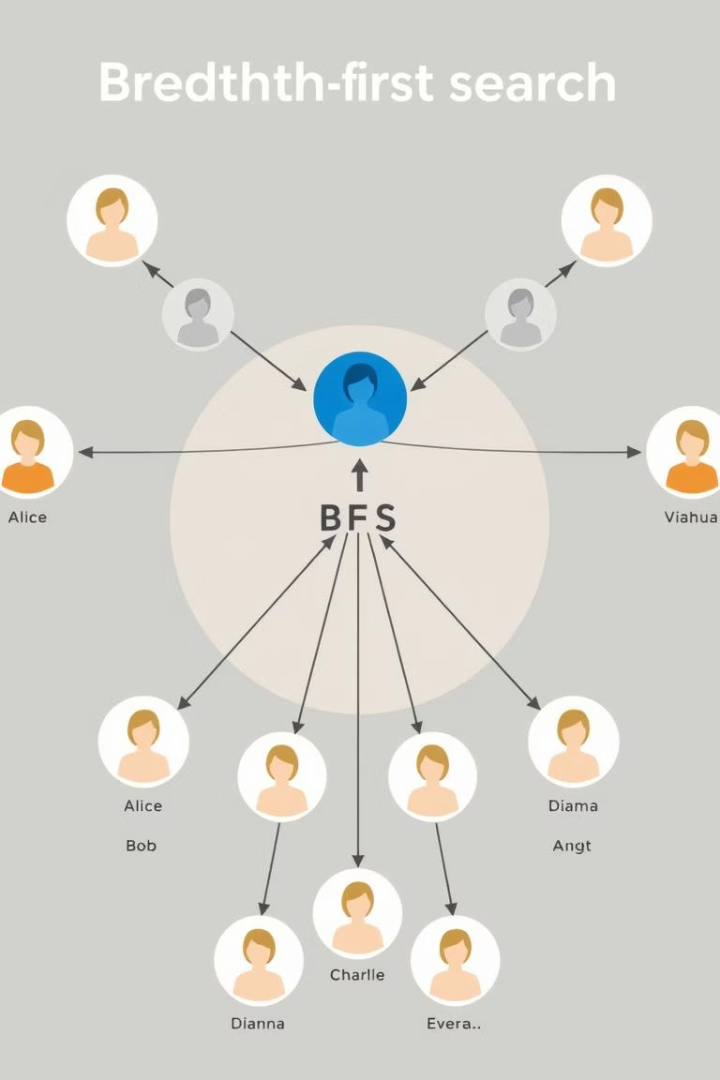 Bredthth-first search
Alice
Viahua
BFS
Alice
Diama
Bob
Angt
Charlle
Dianna
Evera..